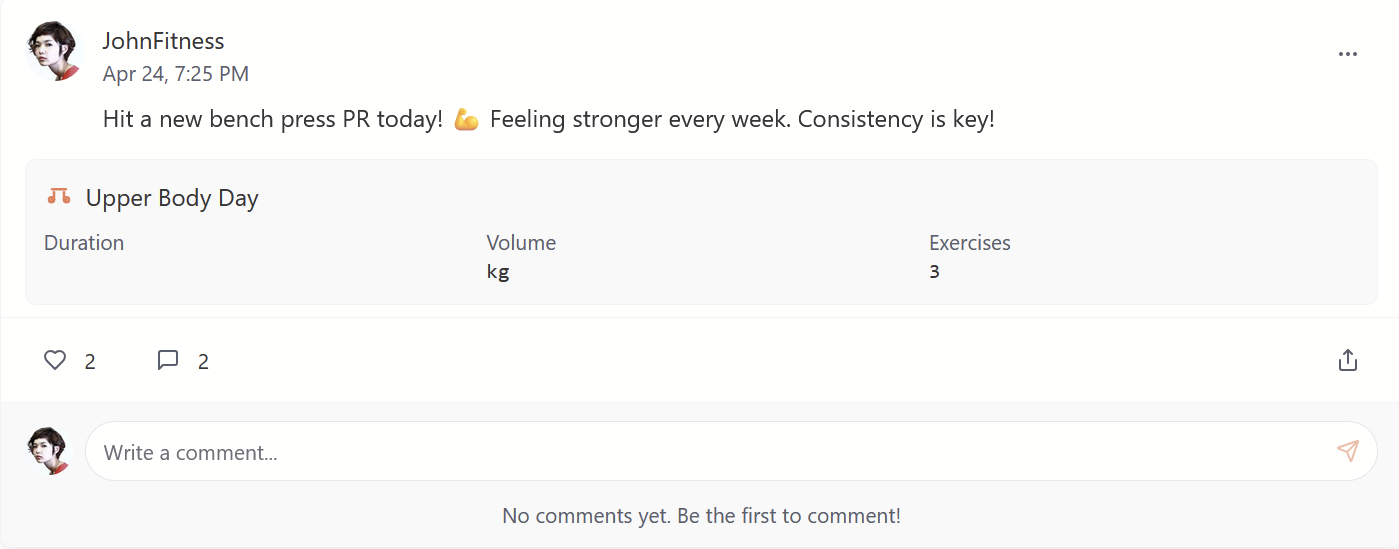 JohnFitness
Apr 24, 7:25 PM
Hit a new bench press PR today! 💪 Feeling stronger every week. Consistency is key!
Upper Body Day
Duration Volume Exercises
kg 3
2 2
Write a comment...
No comments yet. Be the first to comment!